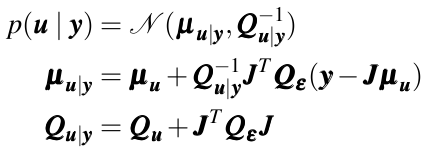 p(u | y) = 𝒩(μ_{u|y}, Q_{u|y}^{-1})
μ_{u|y} = μ_u + Q_{u|y}^{-1} J^T Q_ε (y − Jμ_u)
Q_{u|y} = Q_u + J^T Q_ε J